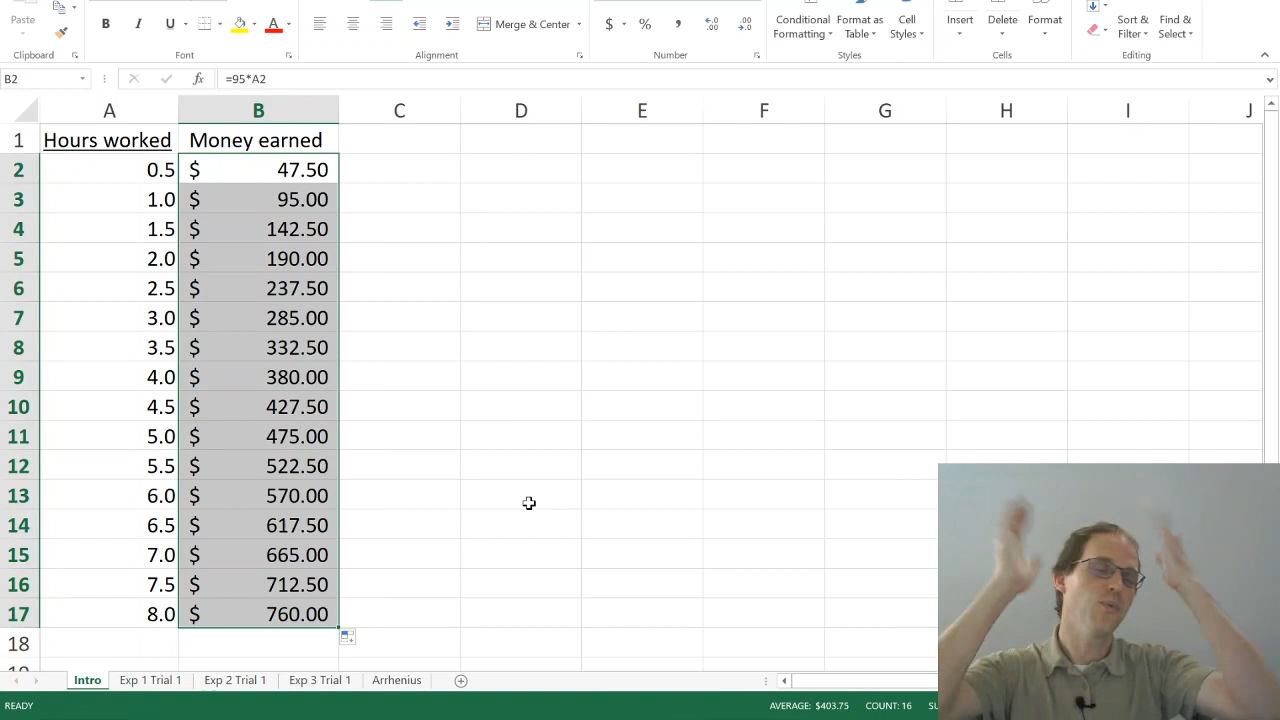 Paste
B I U A
Merge & Center
$ % , .0 .00
Conditional Formatting
Format as Table
Cell Styles
Insert
Delete
Format
Sort & Filter
Find & Select
Clipboard Font Alignment Number Styles Cells Editing
B2 fx =95*A2
A B C D E F G H I J
1 Hours worked Money earned
2 0.5 $ 47.50
3 1.0 $ 95.00
4 1.5 $ 142.50
5 2.0 $ 190.00
6 2.5 $ 237.50
7 3.0 $ 285.00
8 3.5 $ 332.50
9 4.0 $ 380.00
10 4.5 $ 427.50
11 5.0 $ 475.00
12 5.5 $ 522.50
13 6.0 $ 570.00
14 6.5 $ 617.50
15 7.0 $ 665.00
16 7.5 $ 712.50
17 8.0 $ 760.00
18
Intro Exp 1 Trial 1 Exp 2 Trial 1 Exp 3 Trial 1 Arrhenius
READY AVERAGE: $403.75 COUNT: 16